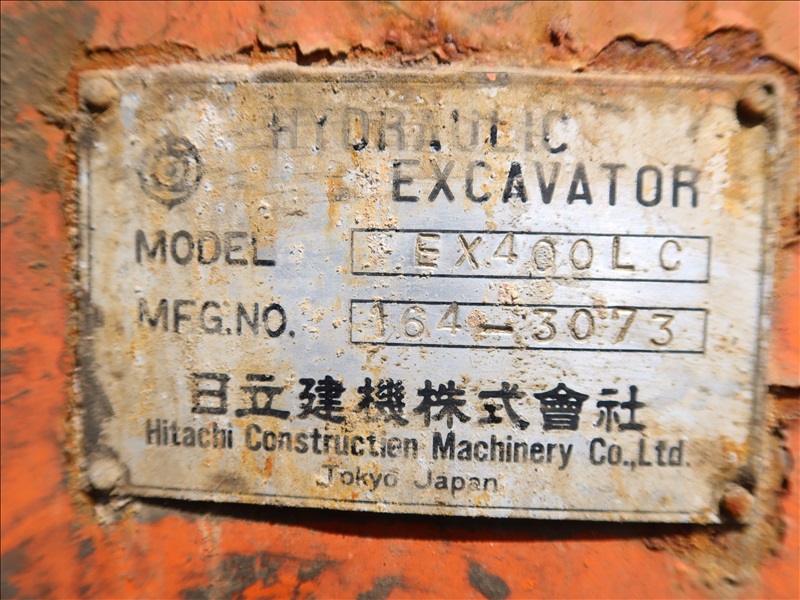 HYDRAULIC
EXCAVATOR
MODEL EX400LC
MFG.NO. 164-3073
日立建機株式會社
Hitachi Construction Machinery Co.,Ltd.
Tokyo Japan